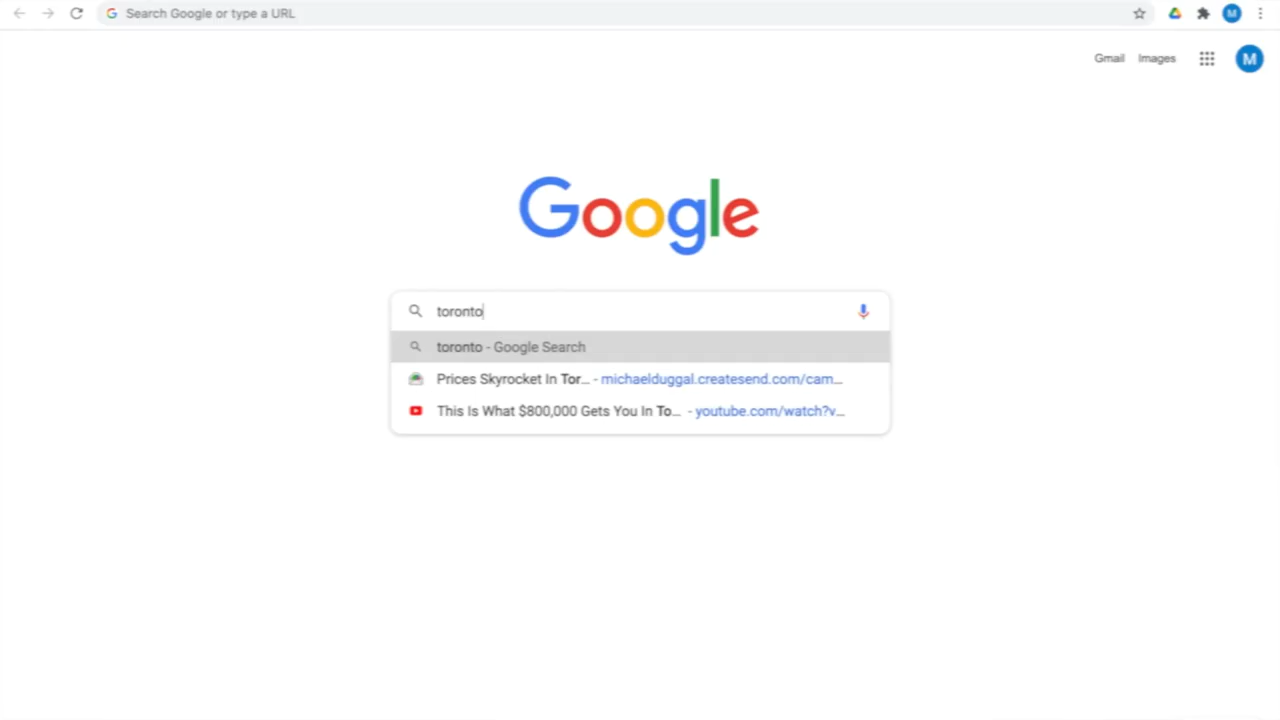 Search Google or type a URL
M
Gmail Images
M
Google
toronto
toronto - Google Search
Prices Skyrocket In Tor... - michaelduggal.createsend.com/cam...
This Is What $800,000 Gets You In To... - youtube.com/watch?v...